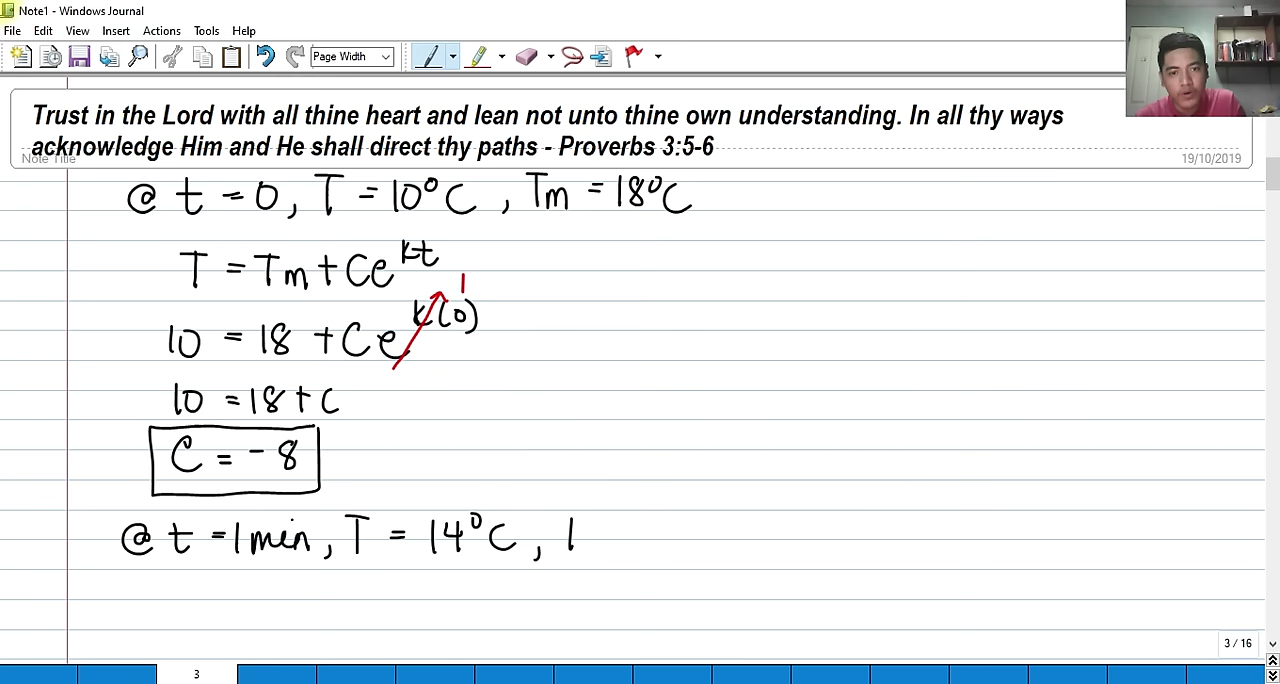 Note1 - Windows Journal
File Edit View Insert Actions Tools Help
Page Width
Trust in the Lord with all thine heart and lean not unto thine own understanding. In all thy ways
acknowledge Him and He shall direct thy paths - Proverbs 3:5-6
Note Title
19/10/2019
@ t = 0, T = 10°C, Tm = 18°C
T = Tm + Ce^kt
1
10 = 18 + Ce^k(0)
10 = 18 + C
C = -8
@ t = 1 min, T = 14°C, 1
3 / 16
3